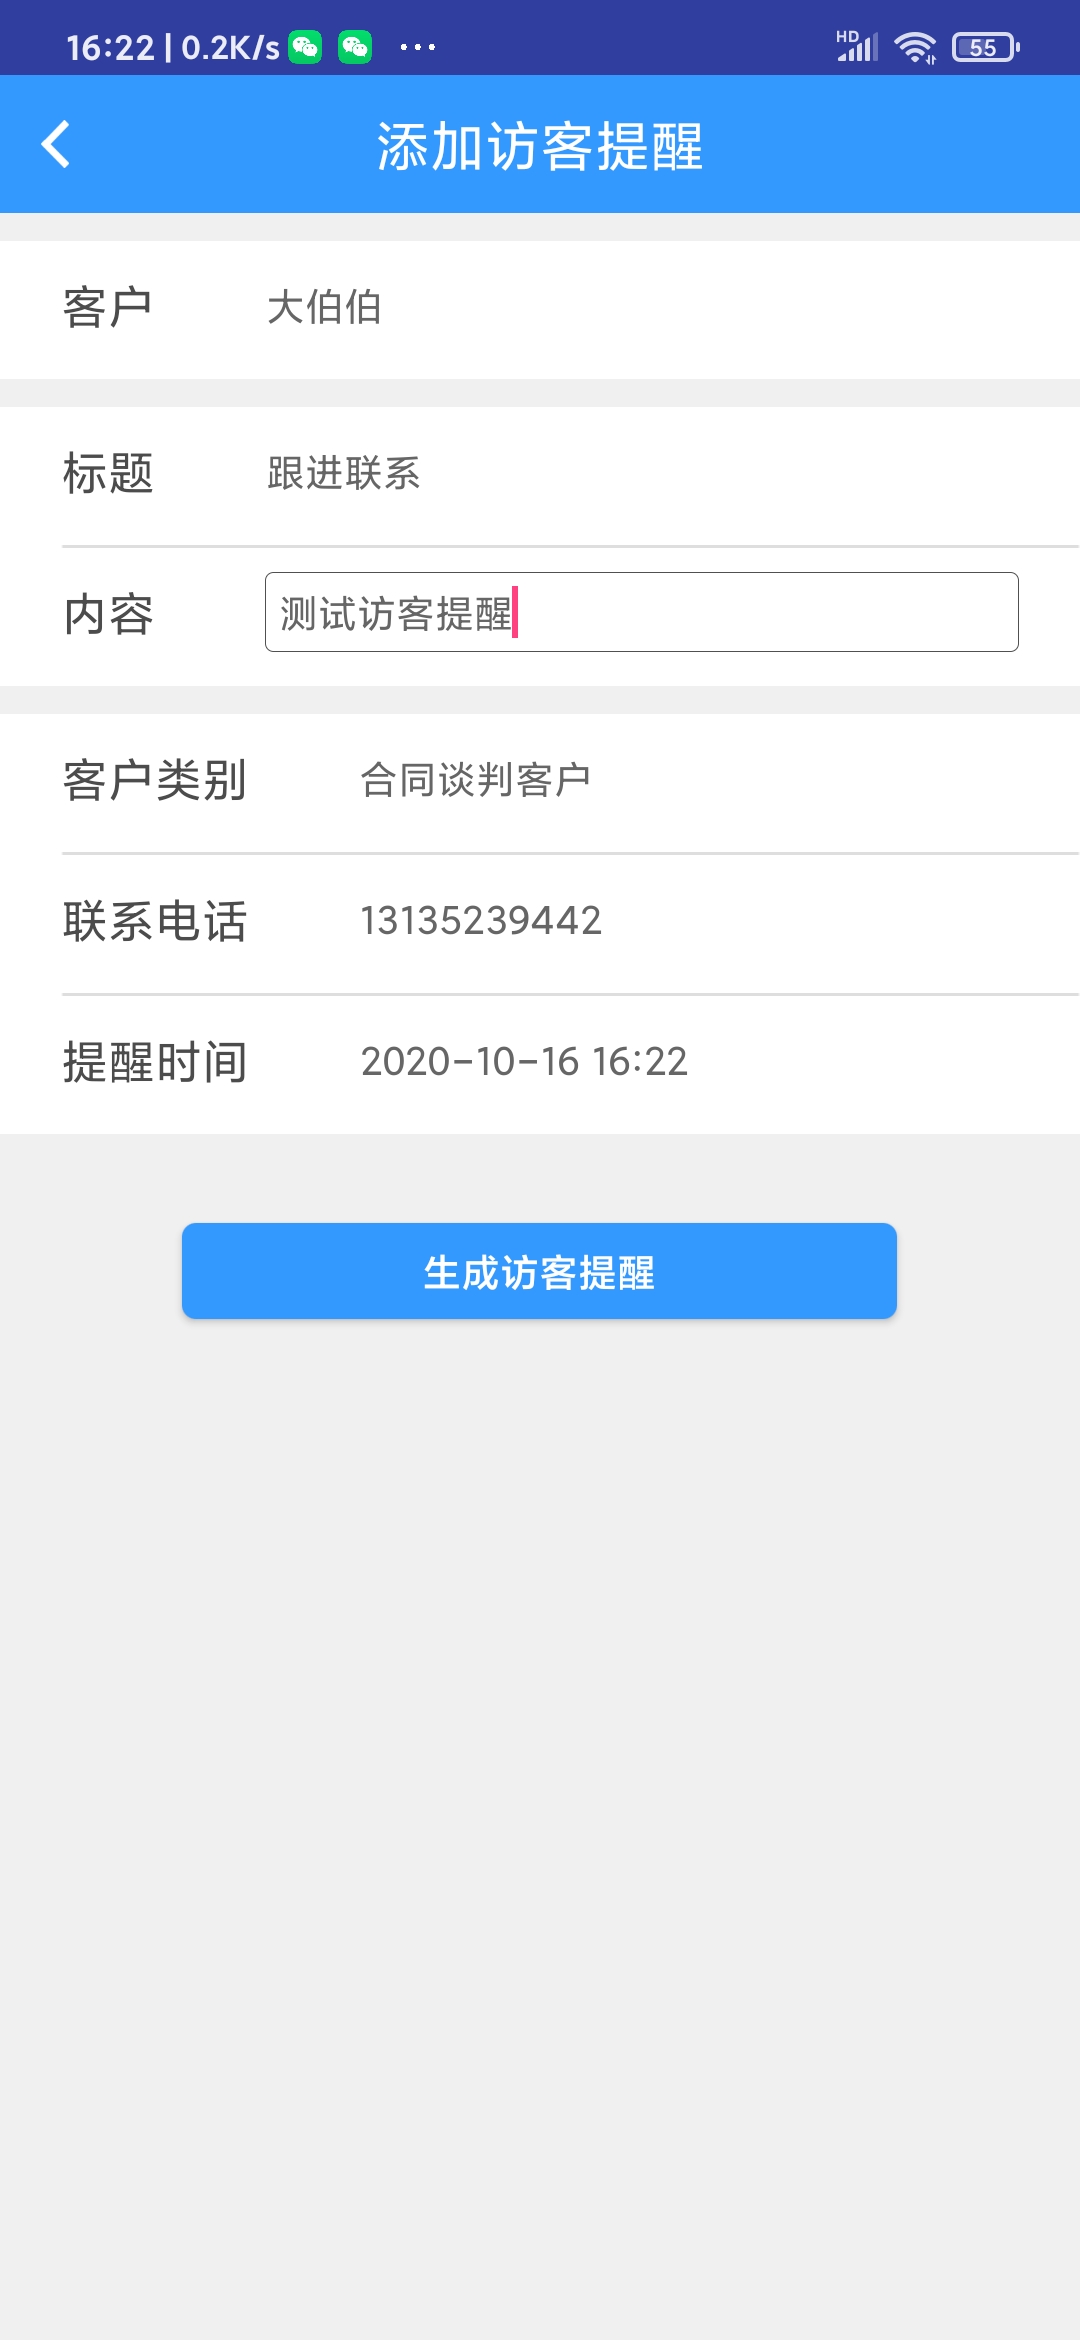 16:22 | 0.2K/s ··· HD 55
添加访客提醒
客户 大伯伯
标题 跟进联系
内容 测试访客提醒
客户类别 合同谈判客户
联系电话 13135239442
提醒时间 2020-10-16 16:22
生成访客提醒